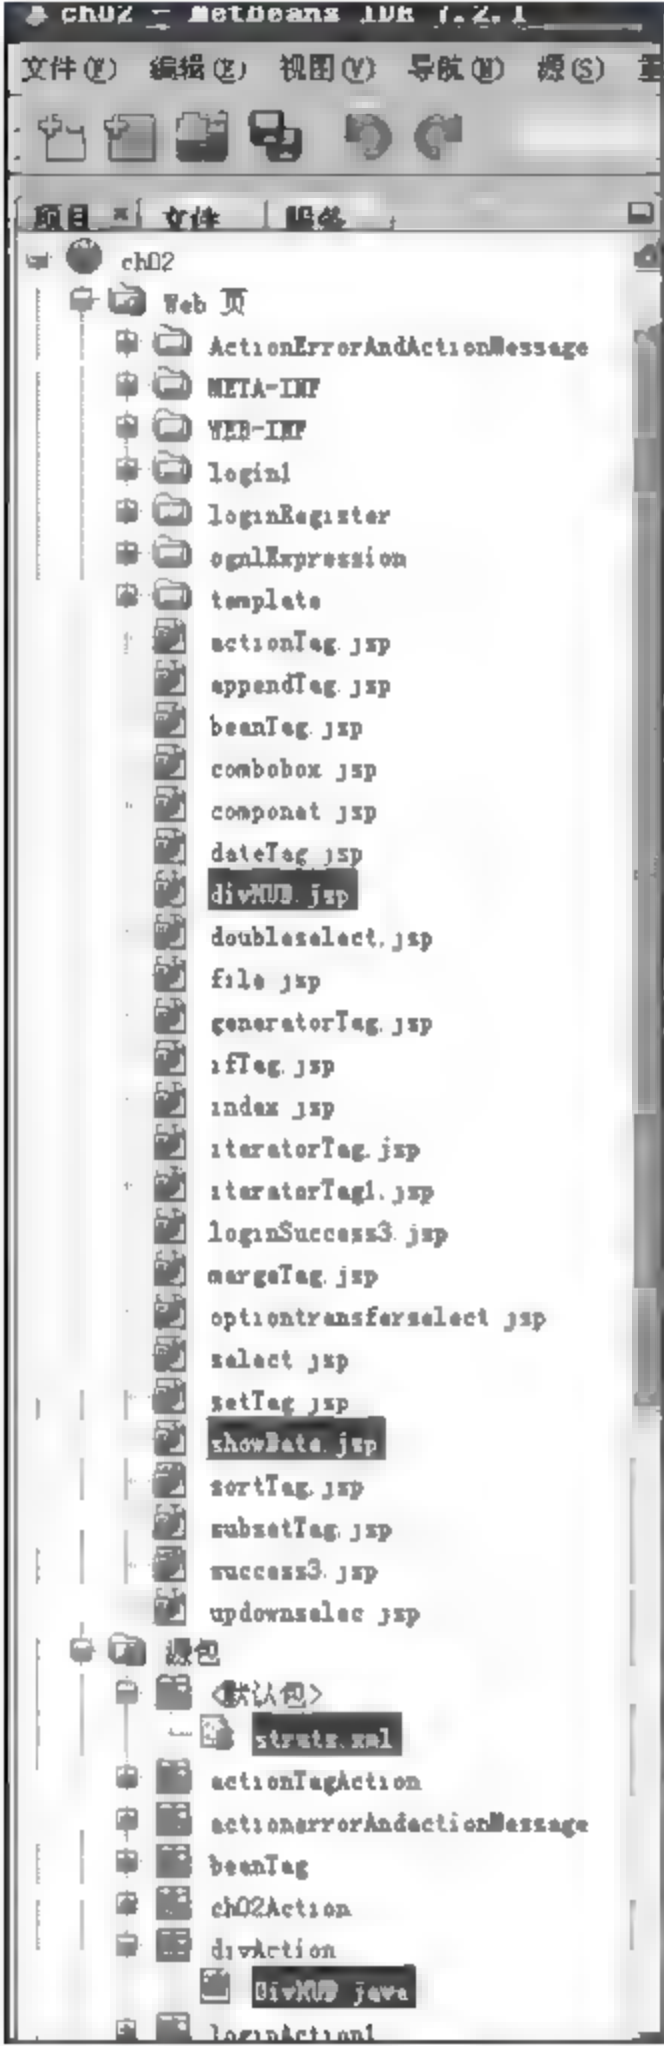 ch02 - NetBeans IDE 7.2.1
文件(F) 编辑(E) 视图(V) 导航(N) 源(S) 重
项目 文件 服务
ch02
Web 页
ActionErrorAndActionMessage
META-INF
WEB-INF
login1
loginRegister
ognlExpression
template
actionTag.jsp
appendTag.jsp
beanTag.jsp
combobox.jsp
componat.jsp
dateTag.jsp
divMUD.jsp
doubleselect.jsp
file.jsp
generatorTag.jsp
ifTag.jsp
index.jsp
iteratorTag.jsp
iteratorTag1.jsp
loginSuccess3.jsp
mergeTag.jsp
optiontransferselect.jsp
select.jsp
setTag.jsp
showDate.jsp
sortTag.jsp
subsetTag.jsp
success3.jsp
updownselec.jsp
源包
<默认包>
struts.xml
actionTagAction
actionerrorAndactionMessage
beanTag
ch02Action
divAction
DivMUD.java
loginAction1